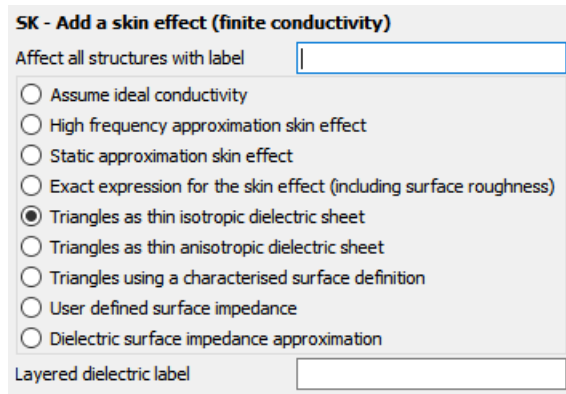 SK - Add a skin effect (finite conductivity)
Affect all structures with label
Assume ideal conductivity
High frequency approximation skin effect
Static approximation skin effect
Exact expression for the skin effect (including surface roughness)
Triangles as thin isotropic dielectric sheet
Triangles as thin anisotropic dielectric sheet
Triangles using a characterised surface definition
User defined surface impedance
Dielectric surface impedance approximation
Layered dielectric label